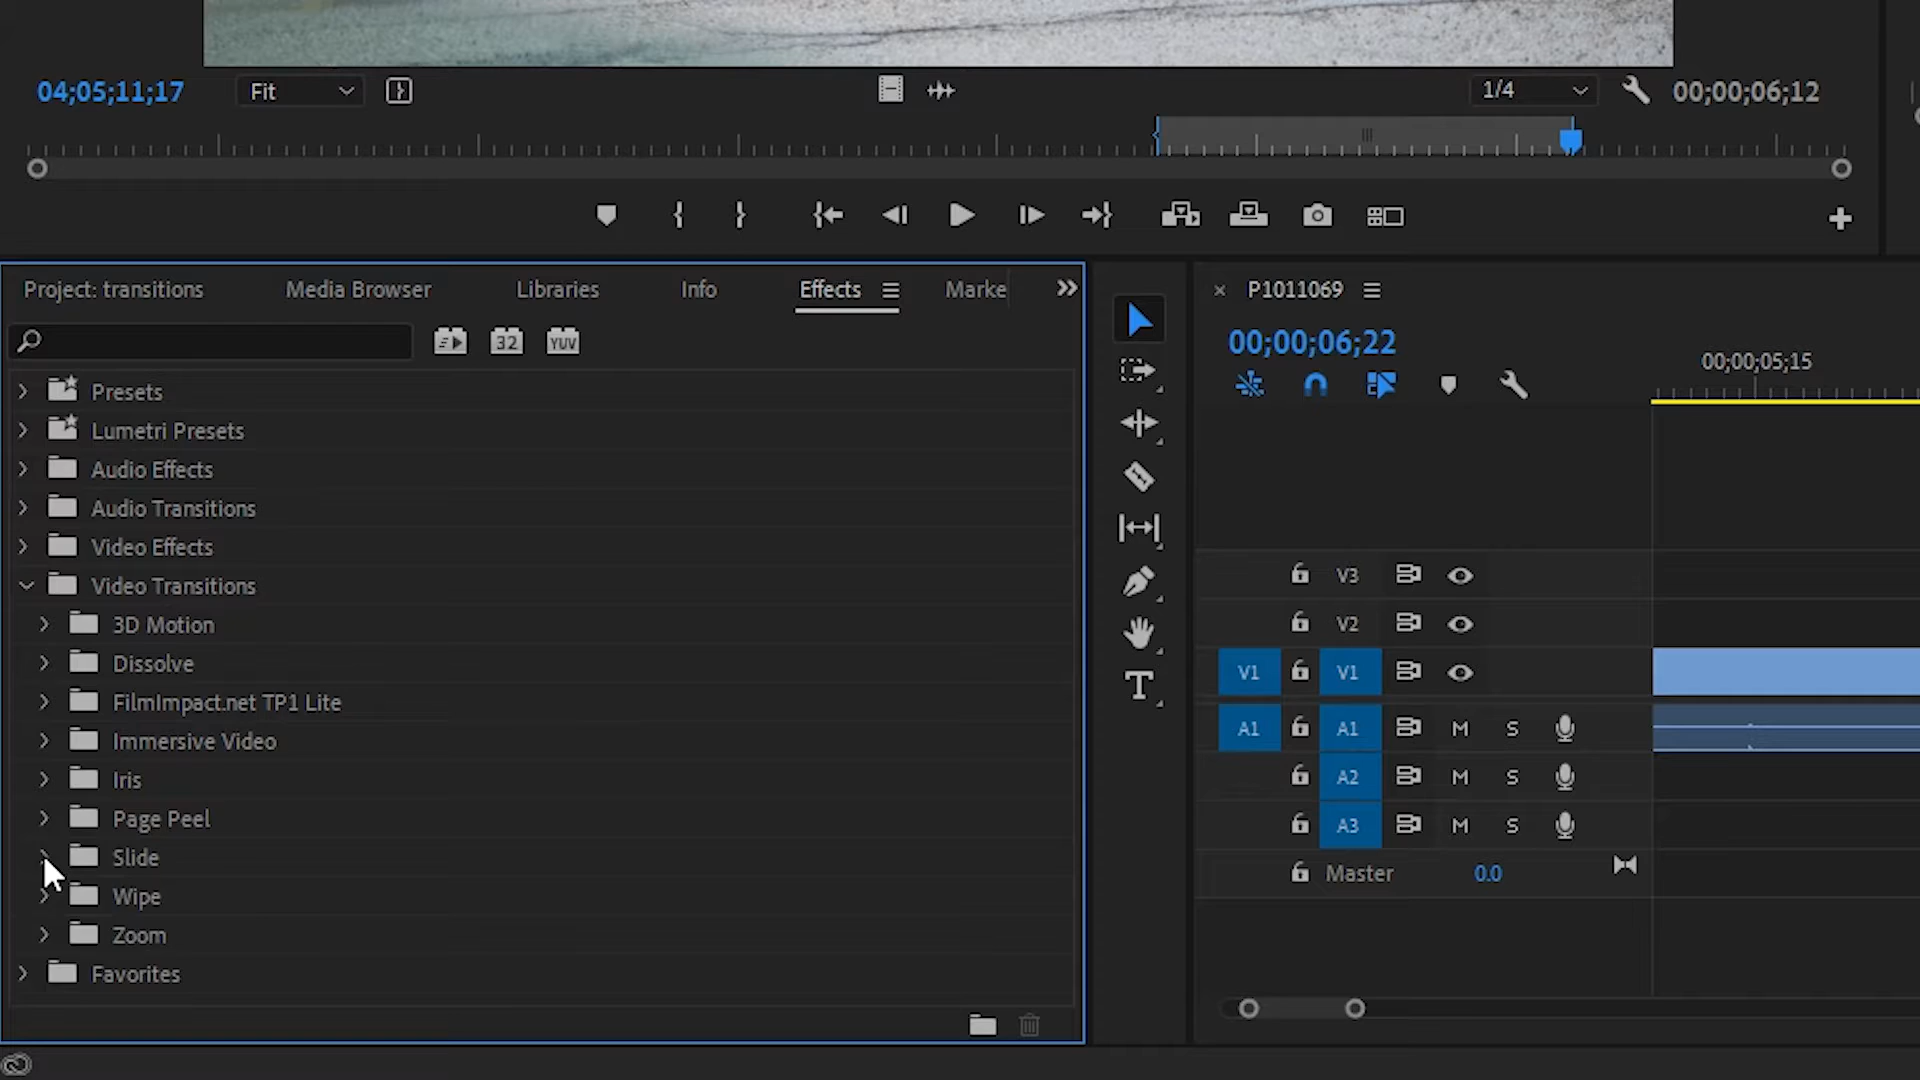 04;05;11;17
Fit
1/4
00;00;06;12
Project: transitions
Media Browser
Libraries
Info
Effects
Marke
32
YUV
Presets
Lumetri Presets
Audio Effects
Audio Transitions
Video Effects
Video Transitions
3D Motion
Dissolve
FilmImpact.net TP1 Lite
Immersive Video
Iris
Page Peel
Slide
Wipe
Zoom
Favorites
× P1011069
00;00;06;22
00;00;05;15
V3
V2
V1 V1
A1 A1 M S
A2 M S
A3 M S
Master 0.0